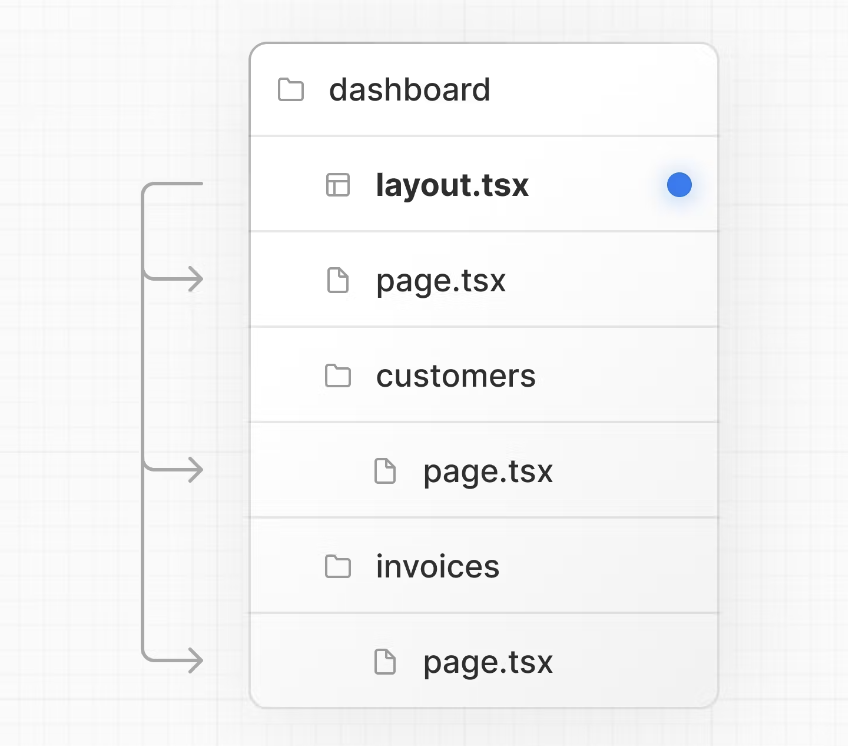 dashboard
layout.tsx
page.tsx
customers
page.tsx
invoices
page.tsx